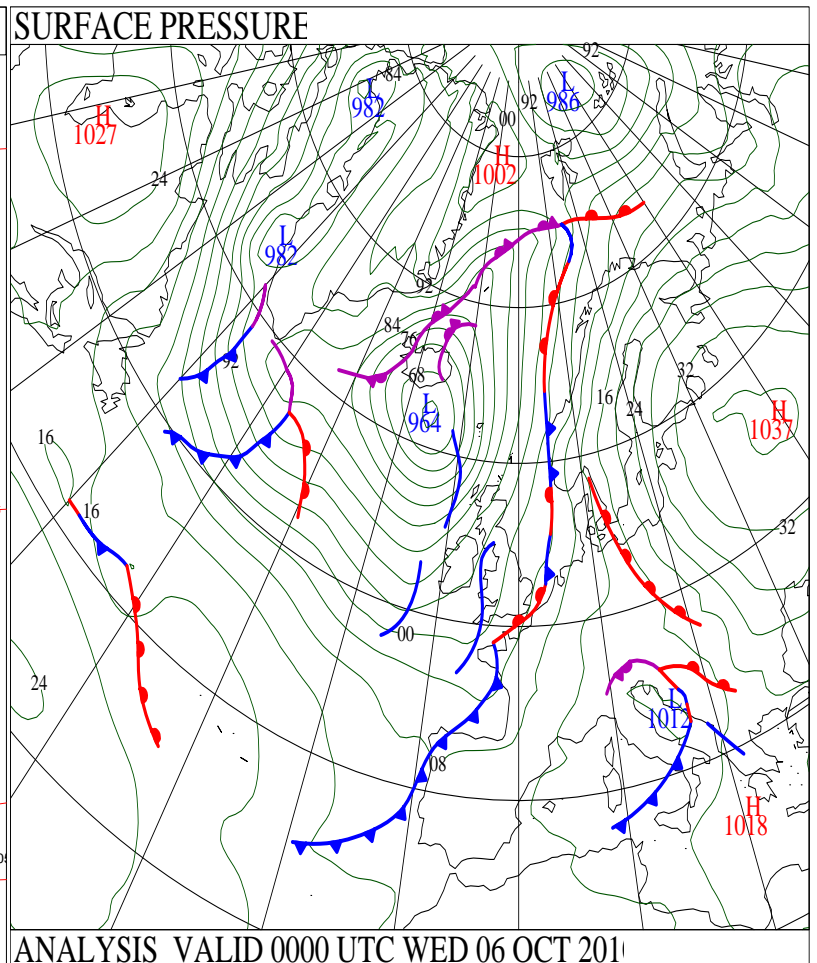 SURFACE PRESSURE
92
84
L
982
L
986
92
00
H
1027
H
1002
24
L
982
92
84
76
68
92
32
16
24
L
964
H
1037
16
16
32
00
24
L
1012
08
H
1018
ANALYSIS VALID 0000 UTC WED 06 OCT 201